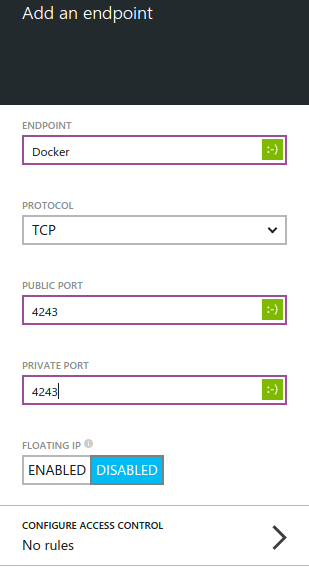 Add an endpoint
ENDPOINT
Docker :-)
PROTOCOL
TCP
PUBLIC PORT
4243 :-)
PRIVATE PORT
4243 :-)
FLOATING IP
ENABLED DISABLED
CONFIGURE ACCESS CONTROL
No rules